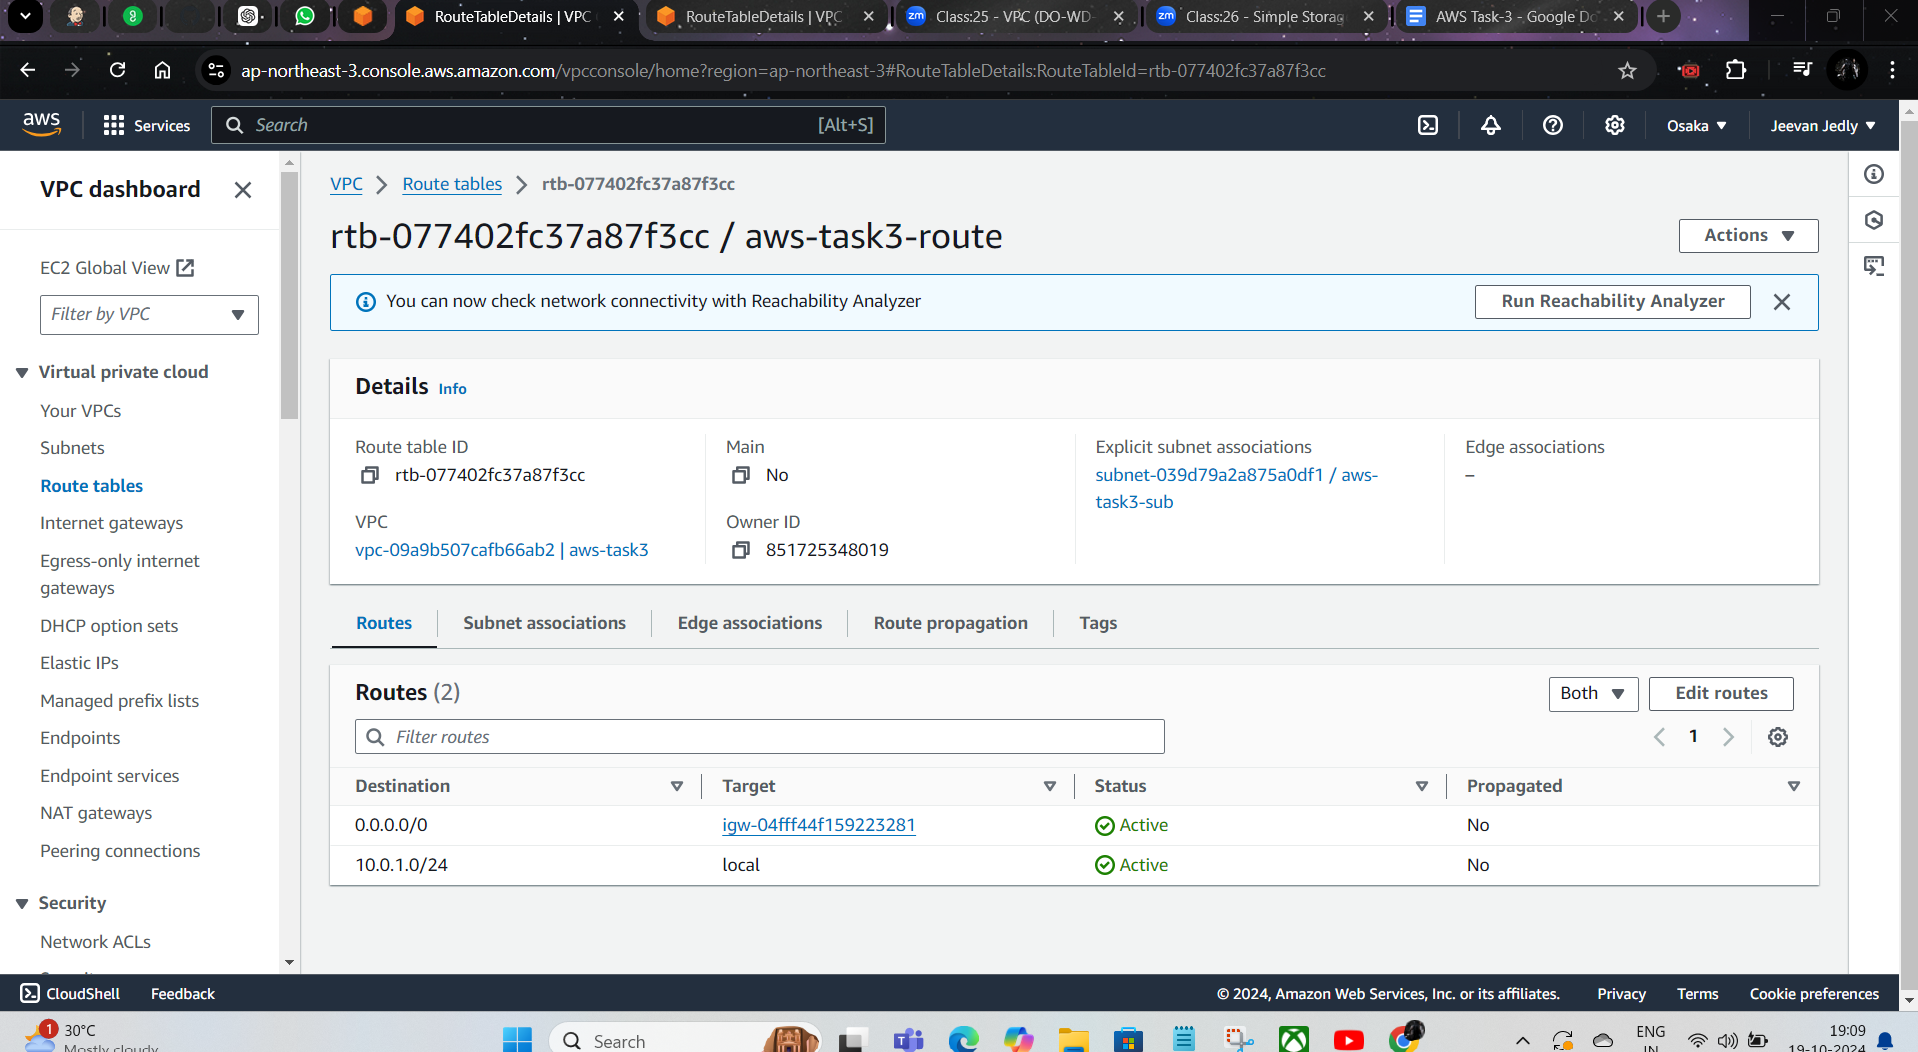 RouteTableDetails | VPC
RouteTableDetails | VPC
Class:25 - VPC (DO-WD-
Class:26 - Simple Storag
AWS Task-3 - Google Do
ap-northeast-3.console.aws.amazon.com/vpcconsole/home?region=ap-northeast-3#RouteTableDetails:RouteTableId=rtb-077402fc37a87f3cc
aws
Services
Search
[Alt+S]
Osaka
Jeevan Jedly
VPC dashboard
EC2 Global View
Filter by VPC
Virtual private cloud
Your VPCs
Subnets
Route tables
Internet gateways
Egress-only internet
gateways
DHCP option sets
Elastic IPs
Managed prefix lists
Endpoints
Endpoint services
NAT gateways
Peering connections
Security
Network ACLs
VPC > Route tables > rtb-077402fc37a87f3cc
rtb-077402fc37a87f3cc / aws-task3-route
Actions
You can now check network connectivity with Reachability Analyzer
Run Reachability Analyzer
Details Info
Route table ID
rtb-077402fc37a87f3cc
Main
No
Explicit subnet associations
subnet-039d79a2a875a0df1 / aws-
task3-sub
Edge associations
–
VPC
vpc-09a9b507cafb66ab2 | aws-task3
Owner ID
851725348019
Routes
Subnet associations
Edge associations
Route propagation
Tags
Routes (2)
Both
Edit routes
Filter routes
1
Destination Target Status Propagated
0.0.0.0/0 igw-04fff44f159223281 Active No
10.0.1.0/24 local Active No
CloudShell
Feedback
© 2024, Amazon Web Services, Inc. or its affiliates.
Privacy
Terms
Cookie preferences
1
30°C
Mostly cloudy
Search
ENG
IN
19:09
19-10-2024